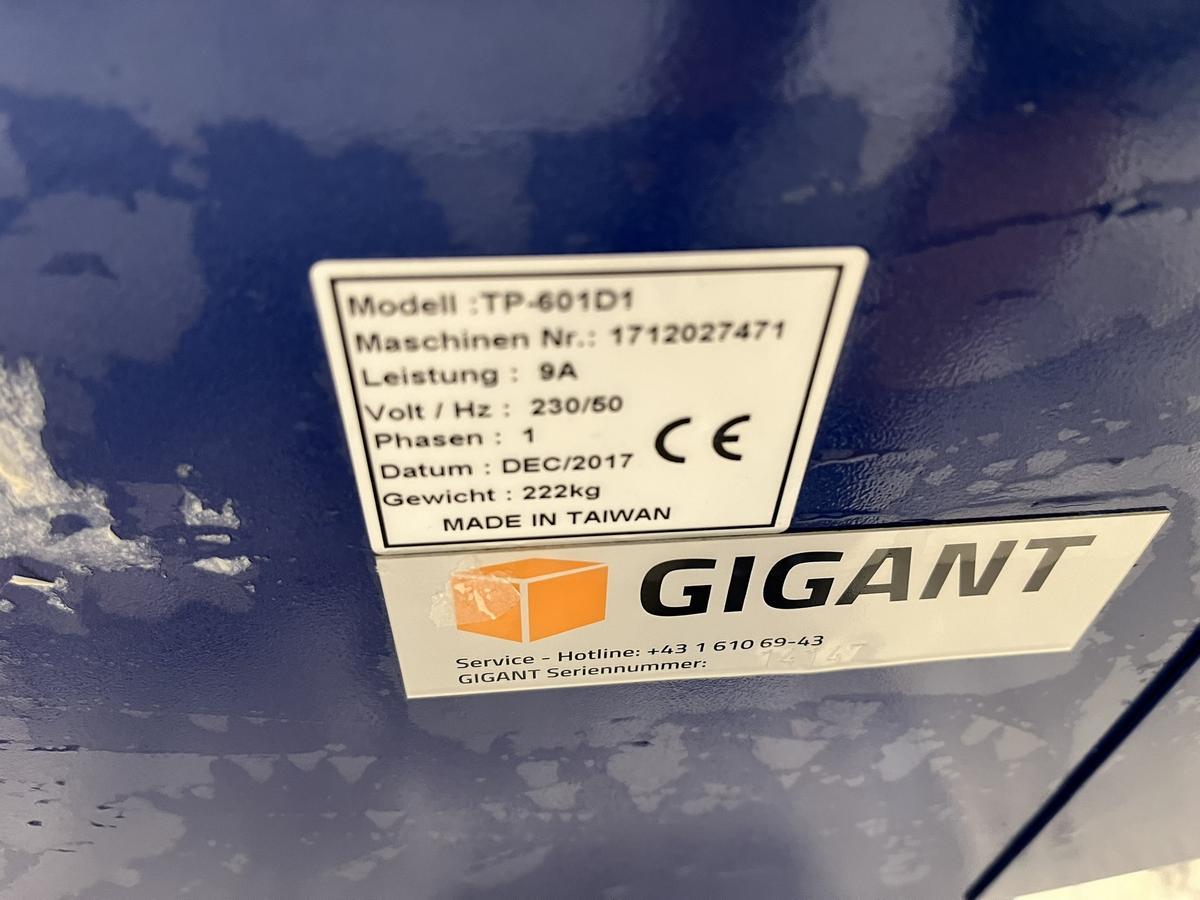 Modell :TP-601D1
Maschinen Nr.: 1712027471
Leistung : 9A
Volt / Hz : 230/50
Phasen : 1
Datum : DEC/2017
Gewicht : 222kg
MADE IN TAIWAN
CE
GIGANT
Service - Hotline: +43 1 610 69-43
GIGANT Seriennummer: